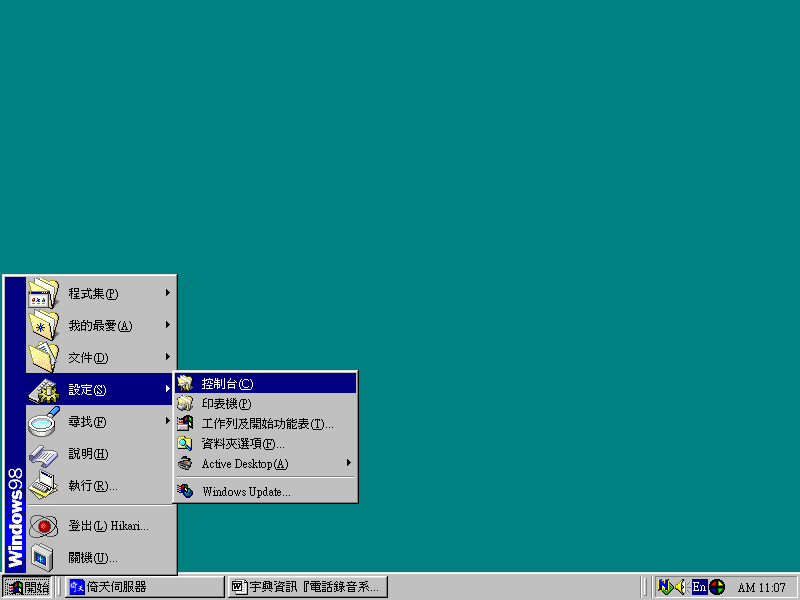 程式集(P)
我的最愛(A)
文件(D)
設定(S)
尋找(F)
說明(H)
執行(R)...
登出(L) Hikari...
關機(U)...
Windows98
控制台(C)
印表機(P)
工作列及開始功能表(T)...
資料夾選項(F)...
Active Desktop(A)
Windows Update...
開始
倚天伺服器
宇興資訊『電話錄音系...
En
AM 11:07